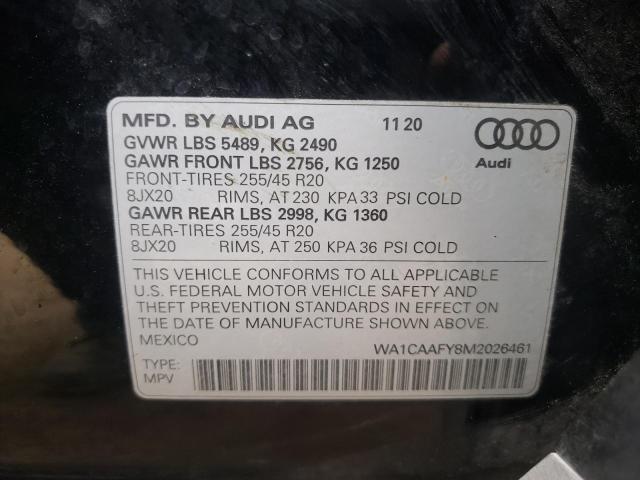 MFD. BY AUDI AG 11 20
GVWR LBS 5489, KG 2490
GAWR FRONT LBS 2756, KG 1250
Audi
FRONT-TIRES 255/45 R20
8JX20 RIMS, AT 230 KPA 33 PSI COLD
GAWR REAR LBS 2998, KG 1360
REAR-TIRES 255/45 R20
8JX20 RIMS, AT 250 KPA 36 PSI COLD
THIS VEHICLE CONFORMS TO ALL APPLICABLE
U.S. FEDERAL MOTOR VEHICLE SAFETY AND
THEFT PREVENTION STANDARDS IN EFFECT ON
THE DATE OF MANUFACTURE SHOWN ABOVE.
MEXICO WA1CAAFY8M2026461
TYPE:
MPV